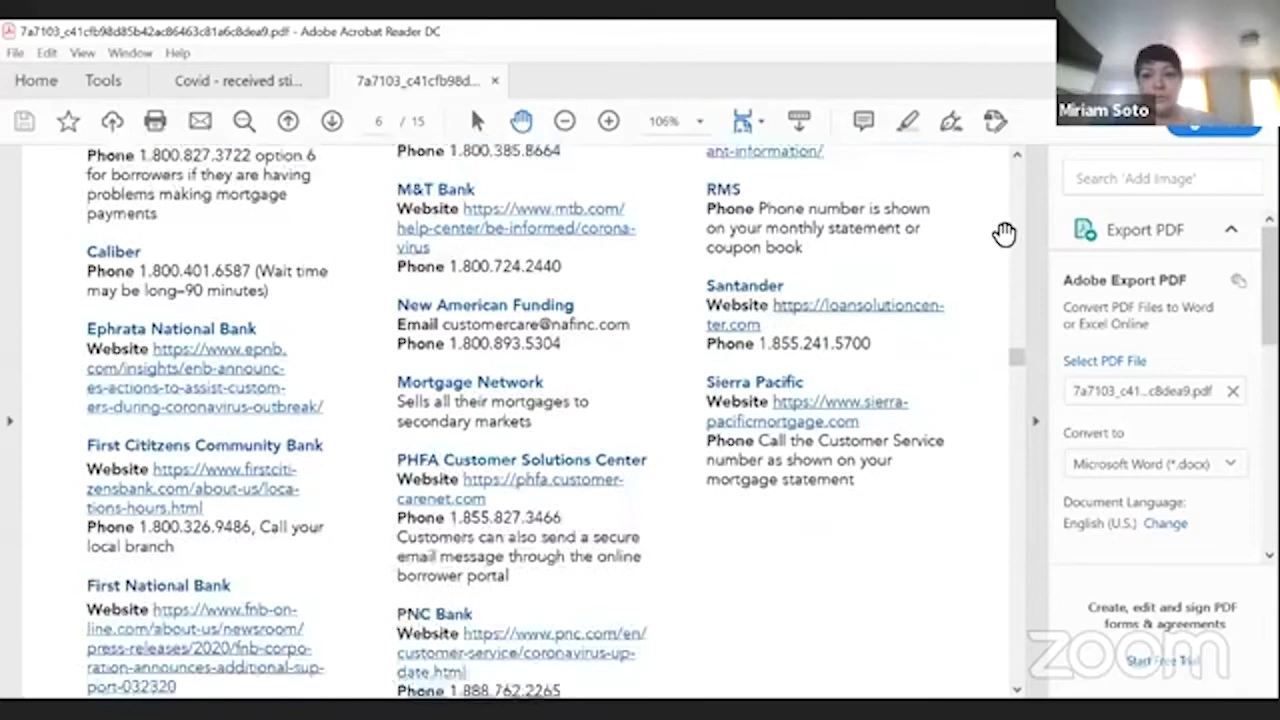 7a7103_c41cfb98d85b42ac86463c81a6c8dea9.pdf - Adobe Acrobat Reader DC
File Edit View Window Help
Home Tools Covid - received sti... 7a7103_c41cfb98d... ×
6 / 15 106%
Miriam Soto
Phone 1.800.827.3722 option 6
for borrowers if they are having
problems making mortgage
payments
Caliber
Phone 1.800.401.6587 (Wait time
may be long–90 minutes)
Ephrata National Bank
Website https://www.epnb.
com/insights/enb-announc-
es-actions-to-assist-custom-
ers-during-coronavirus-outbreak/
First Cititzens Community Bank
Website https://www.firstciti-
zensbank.com/about-us/loca-
tions-hours.html
Phone 1.800.326.9486, Call your
local branch
First National Bank
Website https://www.fnb-on-
line.com/about-us/newsroom/
press-releases/2020/fnb-corpo-
ration-announces-additional-sup-
port-032320
Phone 1.800.385.8664
M&T Bank
Website https://www.mtb.com/
help-center/be-informed/corona-
virus
Phone 1.800.724.2440
New American Funding
Email customercare@nafinc.com
Phone 1.800.893.5304
Mortgage Network
Sells all their mortgages to
secondary markets
PHFA Customer Solutions Center
Website https://phfa.customer-
carenet.com
Phone 1.855.827.3466
Customers can also send a secure
email message through the online
borrower portal
PNC Bank
Website https://www.pnc.com/en/
customer-service/coronavirus-up-
date.html
Phone 1.888.762.2265
ant-information/
RMS
Phone Phone number is shown
on your monthly statement or
coupon book
Santander
Website https://loansolutioncen-
ter.com
Phone 1.855.241.5700
Sierra Pacific
Website https://www.sierra-
pacificmortgage.com
Phone Call the Customer Service
number as shown on your
mortgage statement
Search 'Add Image'
Export PDF
Adobe Export PDF
Convert PDF Files to Word
or Excel Online
Select PDF File
7a7103_c41...c8dea9.pdf ×
Convert to
Microsoft Word (*.docx)
Document Language:
English (U.S.) Change
Create, edit and sign PDF
forms & agreements
Start Free Trial
zoom